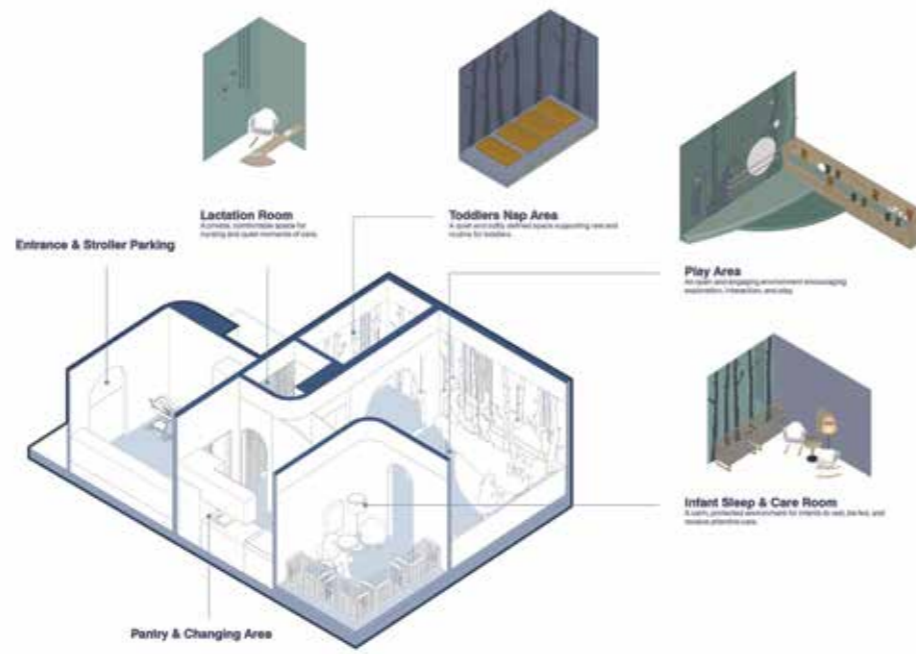 Lactation Room
A private, comfortable space for
nursing and quiet moments of care.
Toddlers Nap Area
A quiet and softly defined space supporting rest and
routine for toddlers.
Entrance & Stroller Parking
Play Area
An open and engaging environment encouraging
exploration, interaction, and play.
Infant Sleep & Care Room
A calm, protected environment for infants to rest, be fed, and
receive attentive care.
Pantry & Changing Area